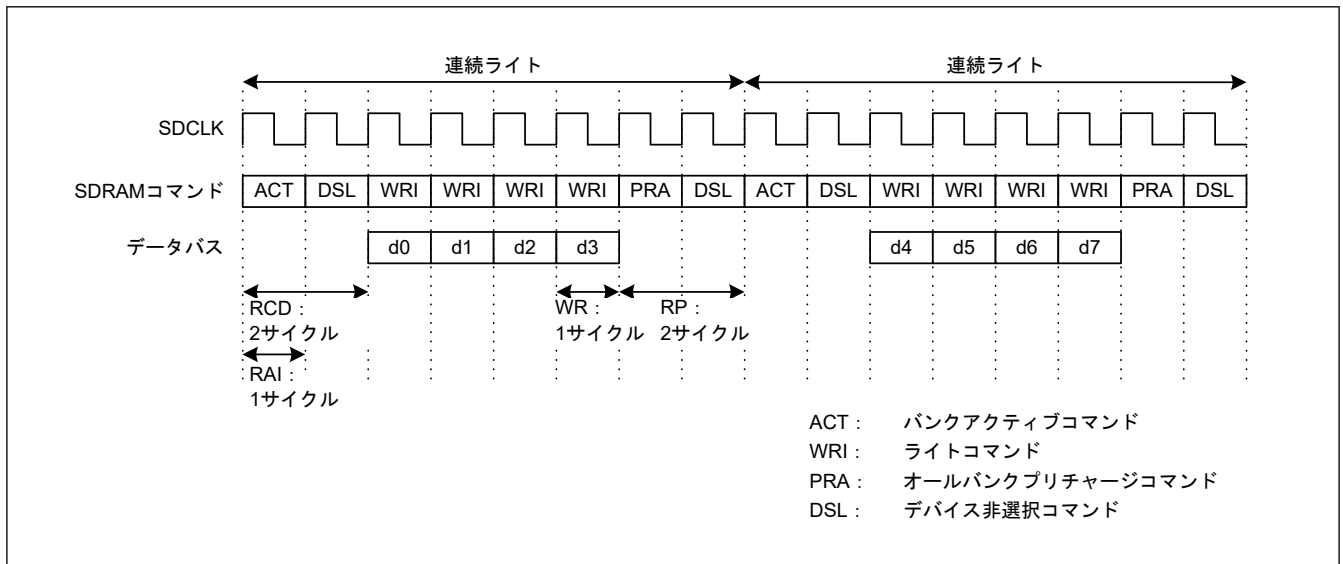 連続ライト 連続ライト
SDCLK
SDRAMコマンド ACT DSL WRI WRI WRI WRI PRA DSL ACT DSL WRI WRI WRI WRI PRA DSL
データバス d0 d1 d2 d3 d4 d5 d6 d7
RCD： WR： RP：
2サイクル 1サイクル 2サイクル
RAI：
1サイクル
ACT： バンクアクティブコマンド
WRI： ライトコマンド
PRA： オールバンクプリチャージコマンド
DSL： デバイス非選択コマンド